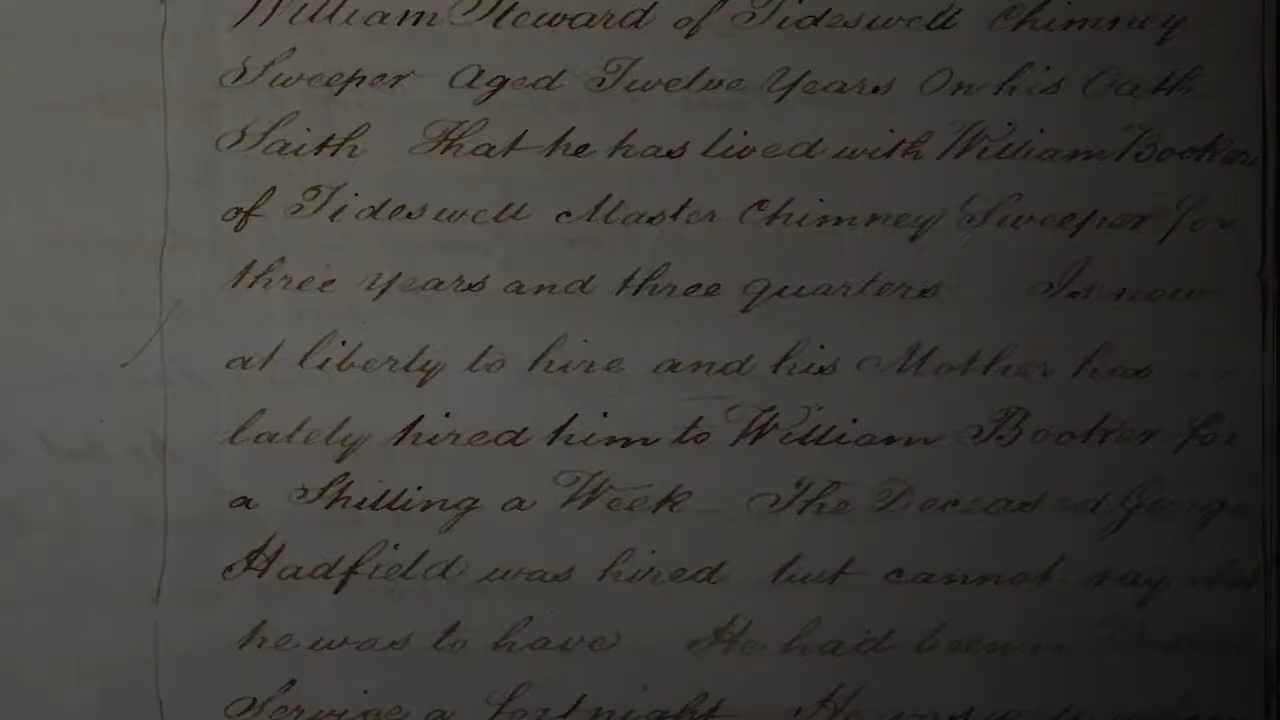 William Steward of Tideswell Chimney
Sweeper Aged Twelve Years On his Oath
Saith That he has lived with William Booker
of Tideswell Master Chimney Sweeper for
three years and three quarters Is now
at liberty to hire and his Mother has
lately hired him to William Booker for
a Shilling a Week The Deceased George
Hadfield was hired but cannot say what
he was to have He had been in
Service a fortnight He was